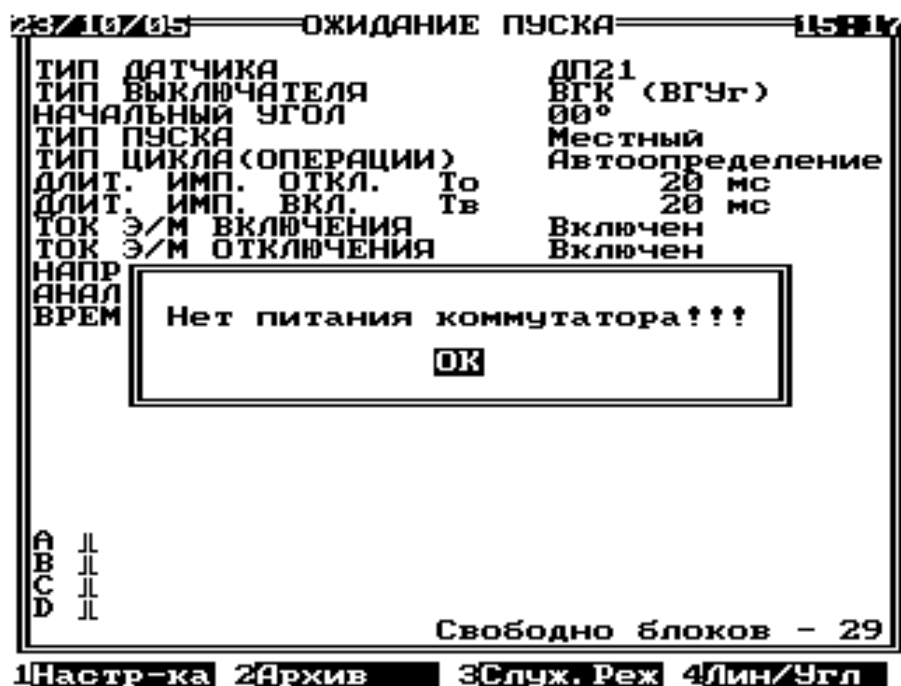 23/10/05 ОЖИДАНИЕ ПУСКА 15:17
ТИП ДАТЧИКА ДП21
ТИП ВЫКЛЮЧАТЕЛЯ ВГК (ВГУг)
НАЧАЛЬНЫЙ УГОЛ 00°
ТИП ПУСКА Местный
ТИП ЦИКЛА(ОПЕРАЦИИ) Автоопределение
ДЛИТ. ИМП. ОТКЛ. То 20 мс
ДЛИТ. ИМП. ВКЛ. Тв 20 мс
ТОК Э/М ВКЛЮЧЕНИЯ Включен
ТОК Э/М ОТКЛЮЧЕНИЯ Включен
НАПР
АНАЛ
ВРЕМ
Нет питания коммутатора!!!
OK
A
B
C
D
Свободно блоков - 29
1Настр-ка 2Архив 3Служ.Реж 4Лин/Угл